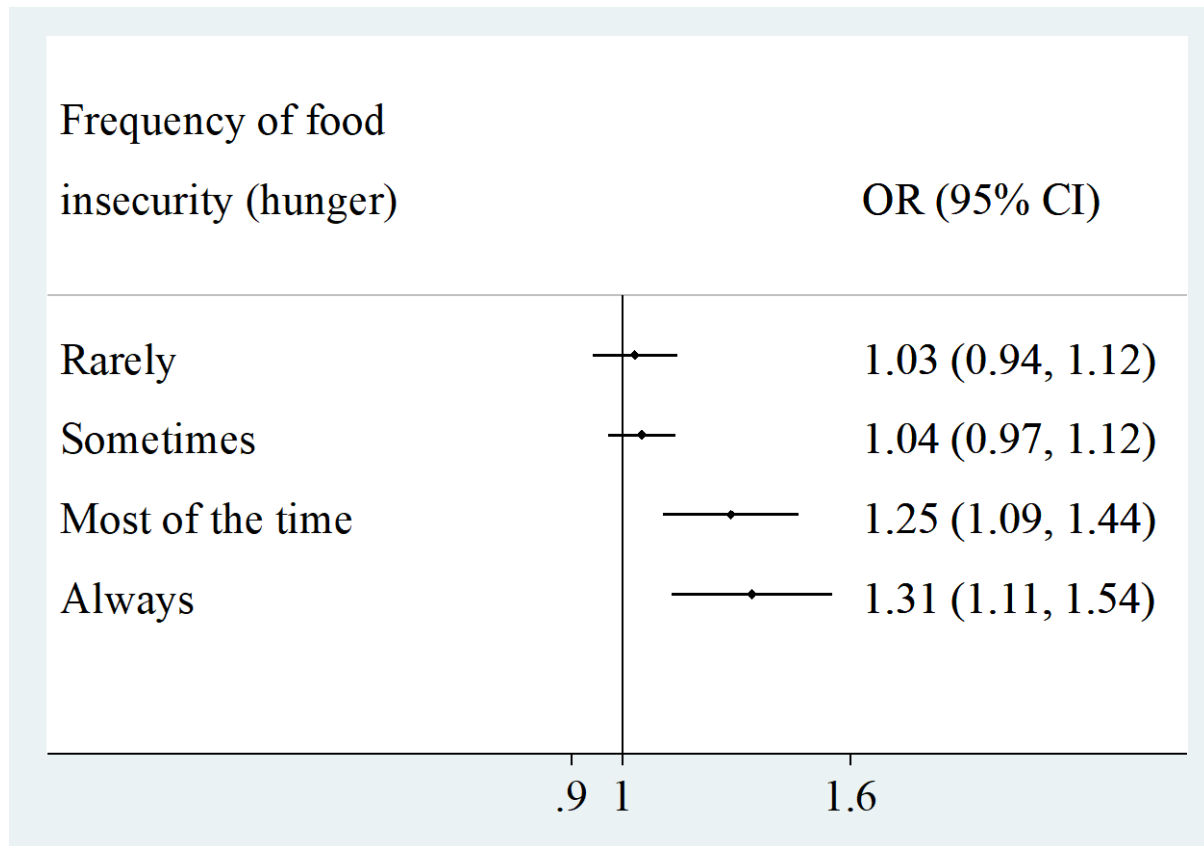 Frequency of food
insecurity (hunger) OR (95% CI)
Rarely 1.03 (0.94, 1.12)
Sometimes 1.04 (0.97, 1.12)
Most of the time 1.25 (1.09, 1.44)
Always 1.31 (1.11, 1.54)
.9 1 1.6